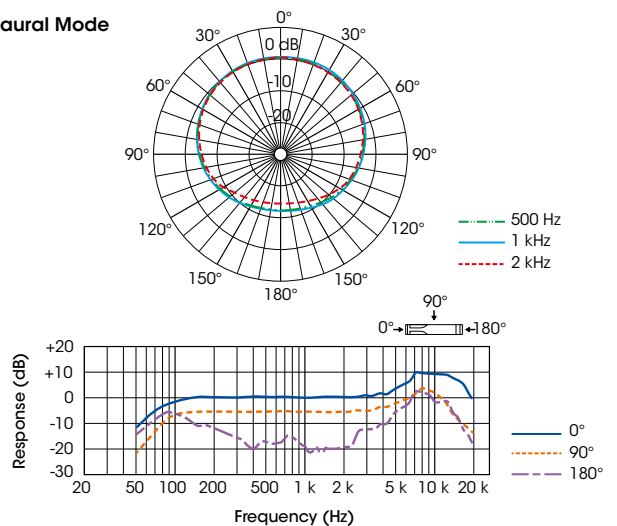 aural Mode
0°
30° 30°
0 dB
60° 60°
-10
-20
90° 90°
120° 120°
150° 150°
180°
500 Hz
1 kHz
2 kHz
90°
0° 180°
Response (dB)
+20
+10
0
-10
-20
-30
20 50 100 200 500 1 k 2 k 5 k 10 k 20 k
Frequency (Hz)
0°
90°
180°